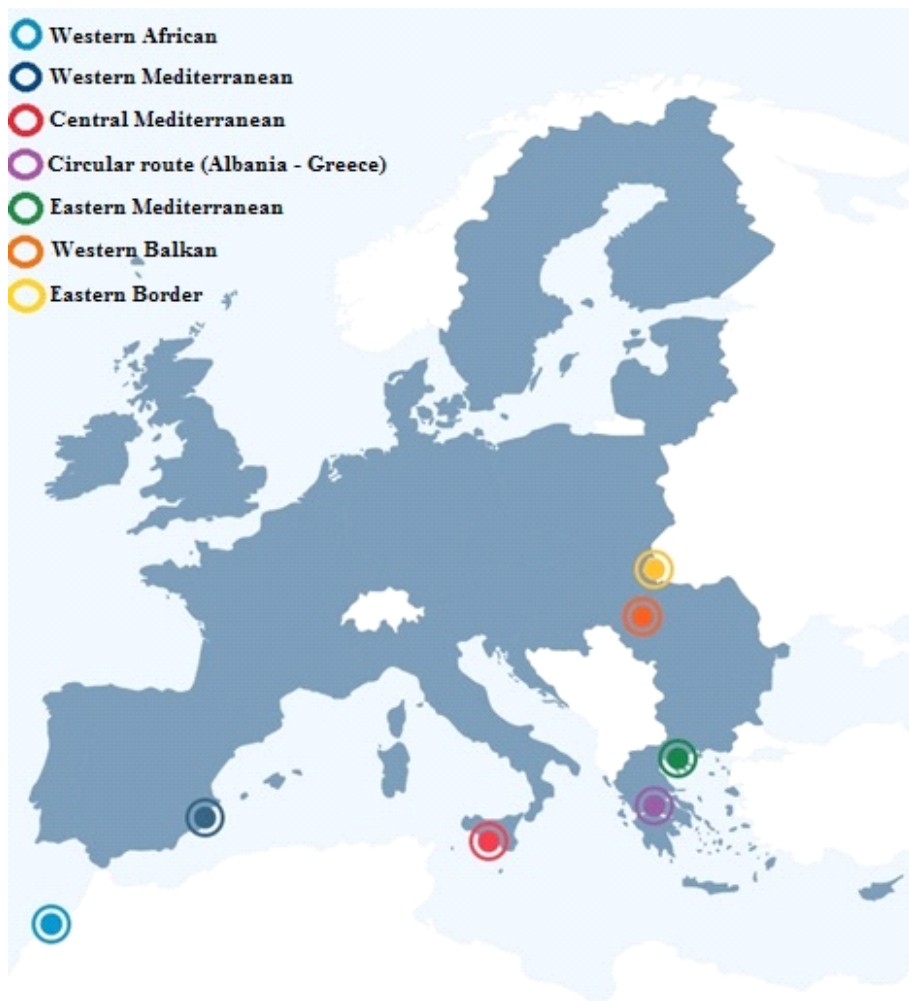 Western African
Western Mediterranean
Central Mediterranean
Circular route (Albania - Greece)
Eastern Mediterranean
Western Balkan
Eastern Border